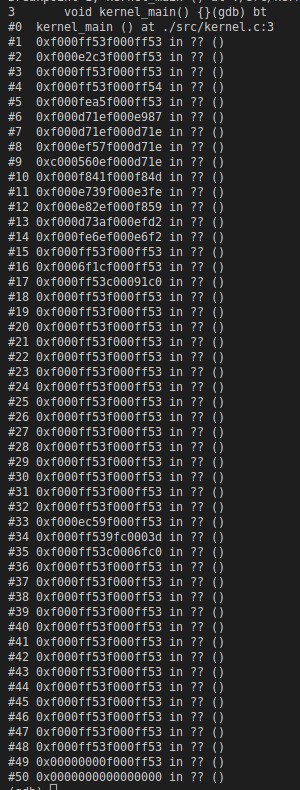 3      void kernel_main() {}(gdb) bt
#0  kernel_main () at ./src/kernel.c:3
#1  0xf000ff53f000ff53 in ?? ()
#2  0xf000e2c3f000ff53 in ?? ()
#3  0xf000ff53f000ff53 in ?? ()
#4  0xf000ff53f000ff54 in ?? ()
#5  0xf000fea5f000ff53 in ?? ()
#6  0xf000d71ef000e987 in ?? ()
#7  0xf000d71ef000d71e in ?? ()
#8  0xf000ef57f000d71e in ?? ()
#9  0xc000560ef000d71e in ?? ()
#10 0xf000f841f000f84d in ?? ()
#11 0xf000e739f000e3fe in ?? ()
#12 0xf000e82ef000f859 in ?? ()
#13 0xf000d73af000efd2 in ?? ()
#14 0xf000fe6ef000e6f2 in ?? ()
#15 0xf000ff53f000ff53 in ?? ()
#16 0xf0006f1cf000ff53 in ?? ()
#17 0xf000ff53c00091c0 in ?? ()
#18 0xf000ff53f000ff53 in ?? ()
#19 0xf000ff53f000ff53 in ?? ()
#20 0xf000ff53f000ff53 in ?? ()
#21 0xf000ff53f000ff53 in ?? ()
#22 0xf000ff53f000ff53 in ?? ()
#23 0xf000ff53f000ff53 in ?? ()
#24 0xf000ff53f000ff53 in ?? ()
#25 0xf000ff53f000ff53 in ?? ()
#26 0xf000ff53f000ff53 in ?? ()
#27 0xf000ff53f000ff53 in ?? ()
#28 0xf000ff53f000ff53 in ?? ()
#29 0xf000ff53f000ff53 in ?? ()
#30 0xf000ff53f000ff53 in ?? ()
#31 0xf000ff53f000ff53 in ?? ()
#32 0xf000ff53f000ff53 in ?? ()
#33 0xf000ec59f000ff53 in ?? ()
#34 0xf000ff539fc0003d in ?? ()
#35 0xf000ff53c0006fc0 in ?? ()
#36 0xf000ff53f000ff53 in ?? ()
#37 0xf000ff53f000ff53 in ?? ()
#38 0xf000ff53f000ff53 in ?? ()
#39 0xf000ff53f000ff53 in ?? ()
#40 0xf000ff53f000ff53 in ?? ()
#41 0xf000ff53f000ff53 in ?? ()
#42 0xf000ff53f000ff53 in ?? ()
#43 0xf000ff53f000ff53 in ?? ()
#44 0xf000ff53f000ff53 in ?? ()
#45 0xf000ff53f000ff53 in ?? ()
#46 0xf000ff53f000ff53 in ?? ()
#47 0xf000ff53f000ff53 in ?? ()
#48 0xf000ff53f000ff53 in ?? ()
#49 0x00000000f000ff53 in ?? ()
#50 0x0000000000000000 in ?? ()
(gdb)